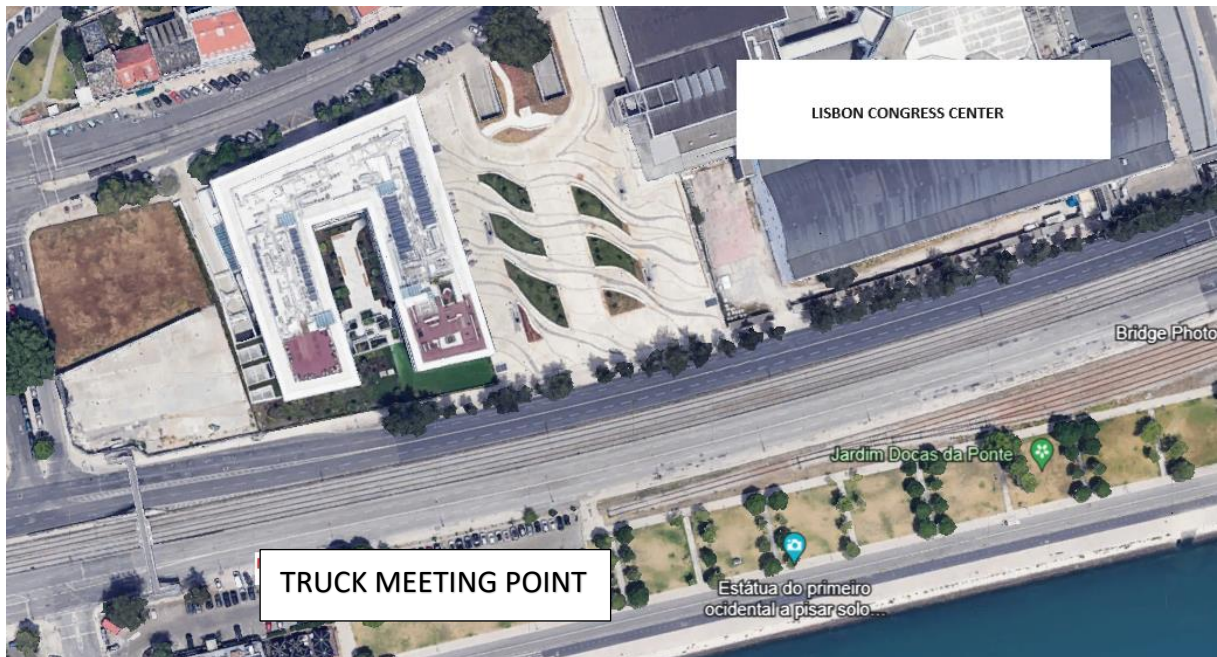 LISBON CONGRESS CENTER
Bridge Photo
Jardim Docas da Ponte
TRUCK MEETING POINT
Estátua do primeiro
ocidental a pisar solo...